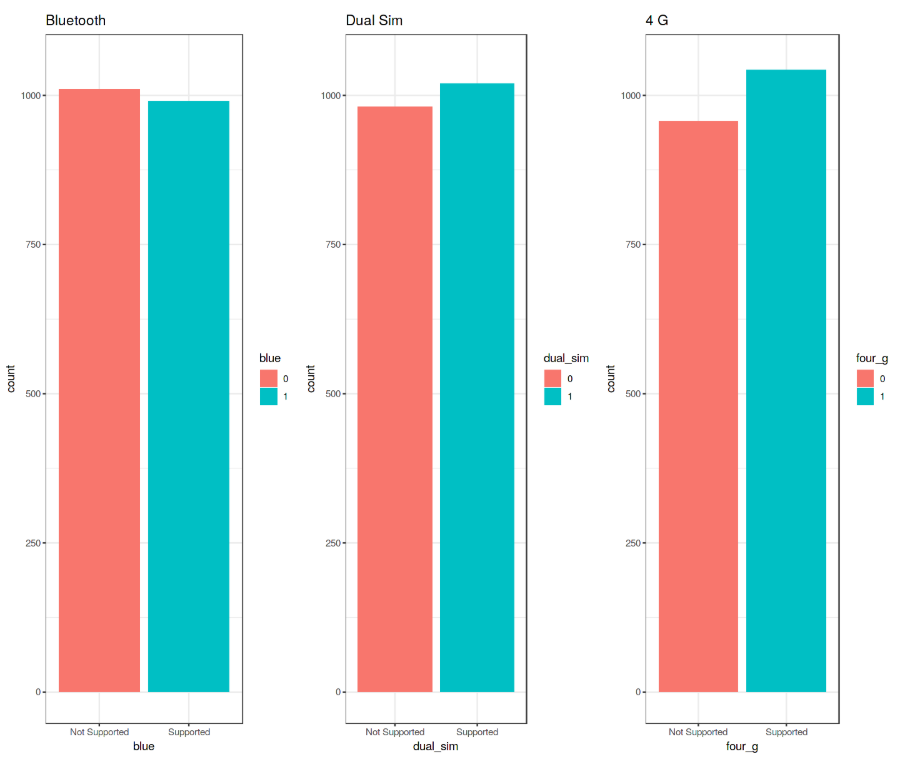 Bluetooth
1000
750
500
250
0
count
Not Supported
Supported
blue
blue
0
1
Dual Sim
1000
750
500
250
0
count
Not Supported
Supported
dual_sim
dual_sim
0
1
4 G
1000
750
500
250
0
count
Not Supported
Supported
four_g
four_g
0
1